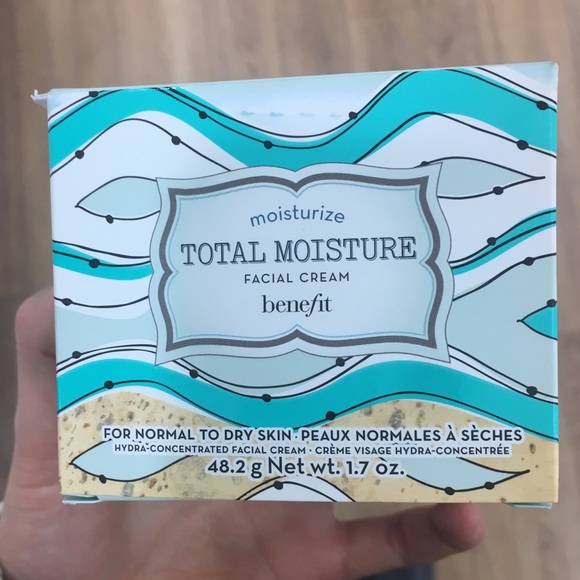 moisturize
TOTAL MOISTURE
FACIAL CREAM
benefit
FOR NORMAL TO DRY SKIN · PEAUX NORMALES À SÈCHES
HYDRA-CONCENTRATED FACIAL CREAM · CRÈME VISAGE HYDRA-CONCENTRÉE
48.2 g Net wt. 1.7 oz.